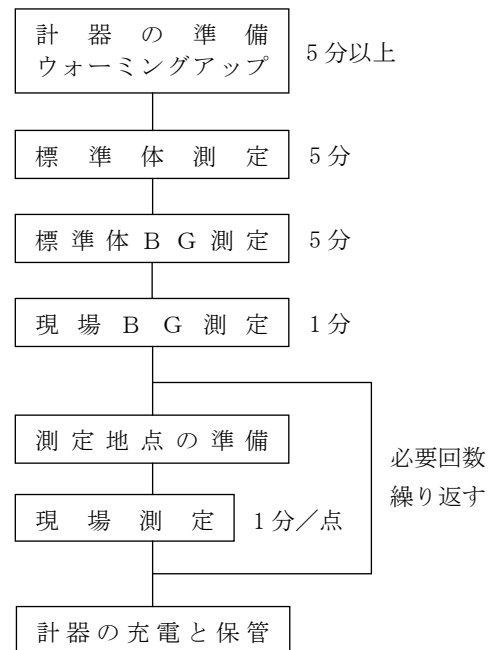 計器の準備
ウォーミングアップ
5分以上
標準体測定
5分
標準体BG測定
5分
現場BG測定
1分
測定地点の準備
必要回数
繰り返す
現場測定
1分／点
計器の充電と保管